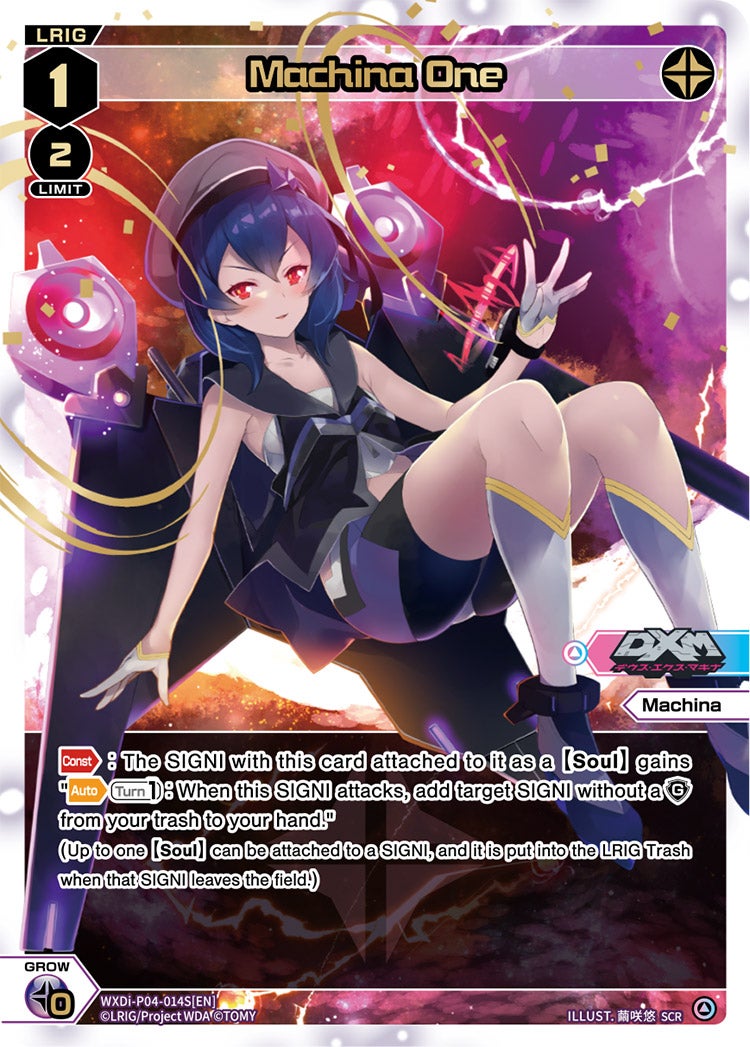 LRIG
1
Machina One
2
LIMIT
DXM
デウス・エクス・マキナ
Machina
Const : The SIGNI with this card attached to it as a 【Soul】 gains
"Auto Turn 1: When this SIGNI attacks, add target SIGNI without a G
from your trash to your hand."
(Up to one 【Soul】 can be attached to a SIGNI, and it is put into the LRIG Trash
when that SIGNI leaves the field.)
GROW
0
WXDi-P04-014S[EN]
©LRIG/Project WDA ©TOMY
ILLUST. 繭咲悠 SCR